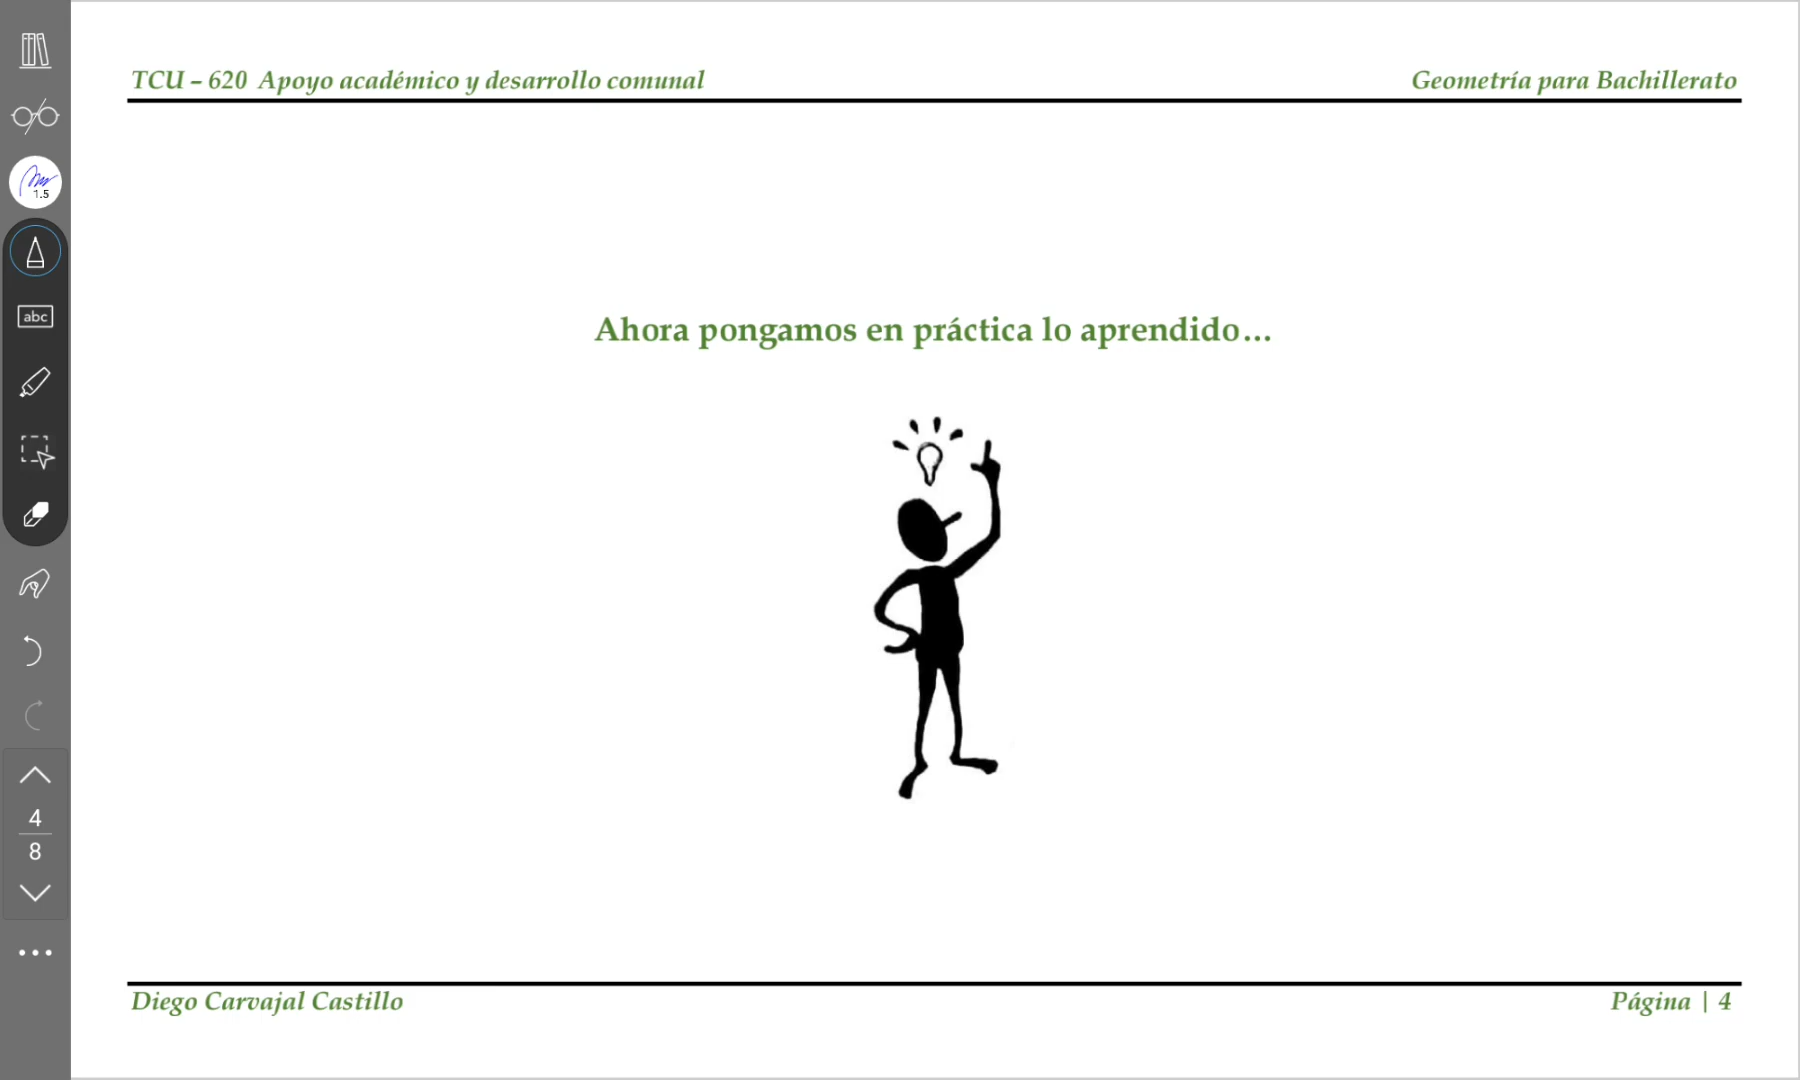 TCU – 620 Apoyo académico y desarrollo comunal
Geometría para Bachillerato
1.5
abc
Ahora pongamos en práctica lo aprendido...
4
8
Diego Carvajal Castillo
Página | 4